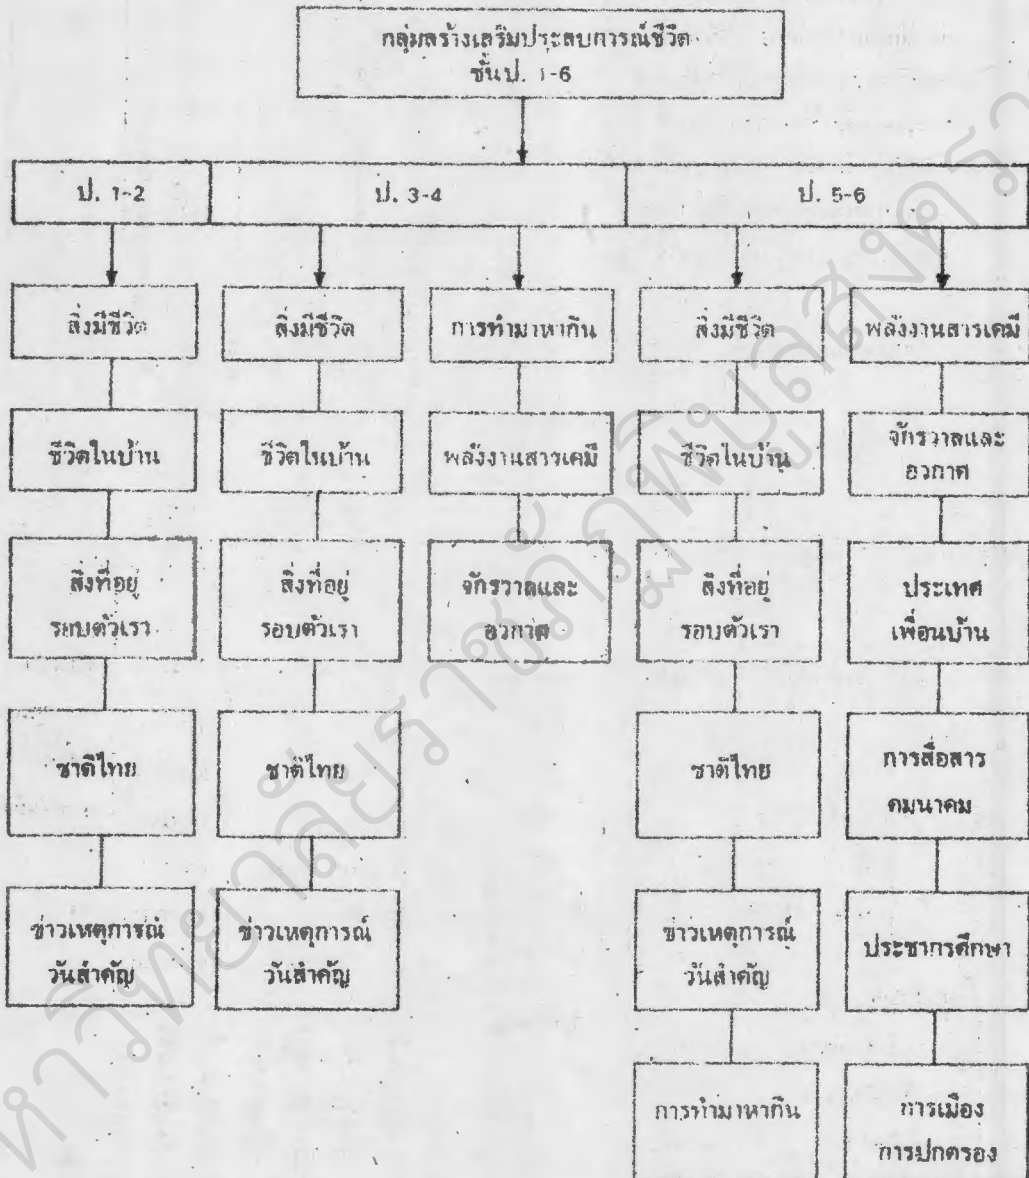 กลุ่มสร้างเสริมประสบการณ์ชีวิต
ชั้นป. 1-6
ป. 1-2
ป. 3-4
ป. 5-6
สิ่งมีชีวิต
ชีวิตในบ้าน
สิ่งที่อยู่
รอบตัวเรา
ชาติไทย
ข่าวเหตุการณ์
วันสำคัญ
สิ่งมีชีวิต
ชีวิตในบ้าน
สิ่งที่อยู่
รอบตัวเรา
ชาติไทย
ข่าวเหตุการณ์
วันสำคัญ
การทำมาหากิน
พลังงานสารเคมี
จักรวาลและ
อวกาศ
สิ่งมีชีวิต
ชีวิตในบ้าน
สิ่งที่อยู่
รอบตัวเรา
ชาติไทย
ข่าวเหตุการณ์
วันสำคัญ
การทำมาหากิน
พลังงานสารเคมี
จักรวาลและ
อวกาศ
ประเทศ
เพื่อนบ้าน
การสื่อสาร
คมนาคม
ประชากรศึกษา
การเมือง
การปกครอง